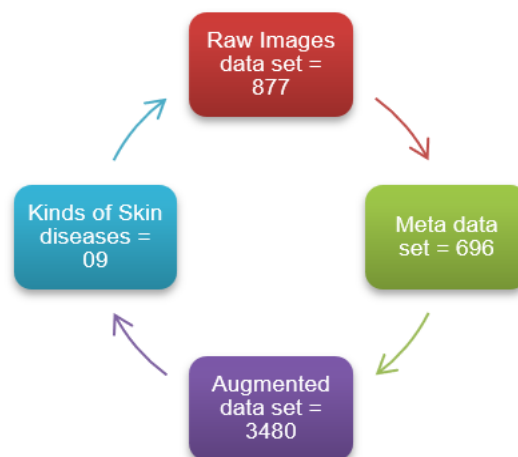 Raw Images
data set =
877
Meta data
set = 696
Augmented
data set =
3480
Kinds of Skin
diseases =
09